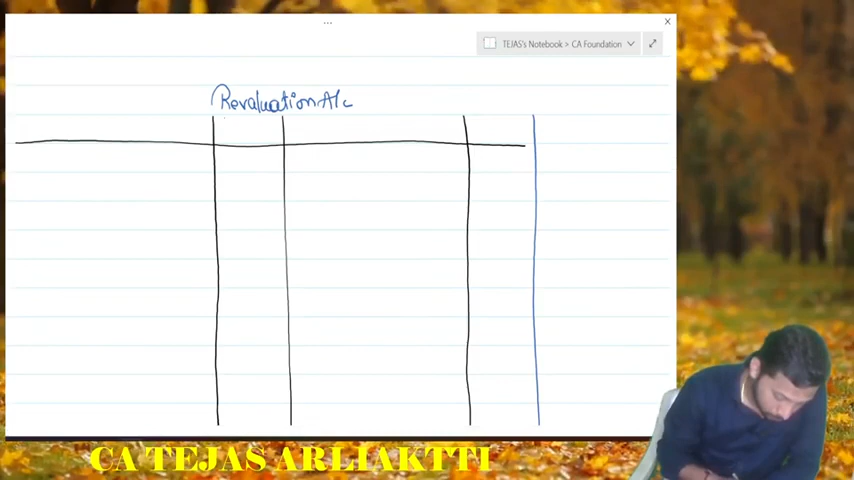 TEJAS's Notebook > CA Foundation
Revaluation A/c
CA TEJAS ARLIAKTTI